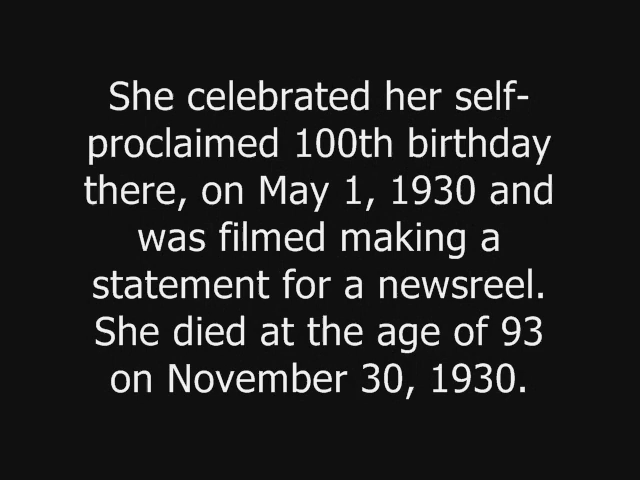 She celebrated her self-
proclaimed 100th birthday
there, on May 1, 1930 and
was filmed making a
statement for a newsreel.
She died at the age of 93
on November 30, 1930.